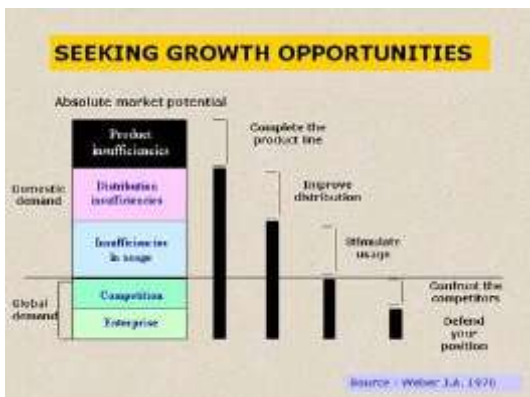 SEEKING GROWTH OPPORTUNITIES
Absolute market potential
Product
insufficiencies
Complete the
product line
Domestic
demand
Distribution
insufficiencies
Improve
distribution
Insufficiencies
in usage
Stimulate
usage
Global
demand
Competition
Enterprise
Confront the
competitors
Defend
your
position
Source : Weber J.A. 1976